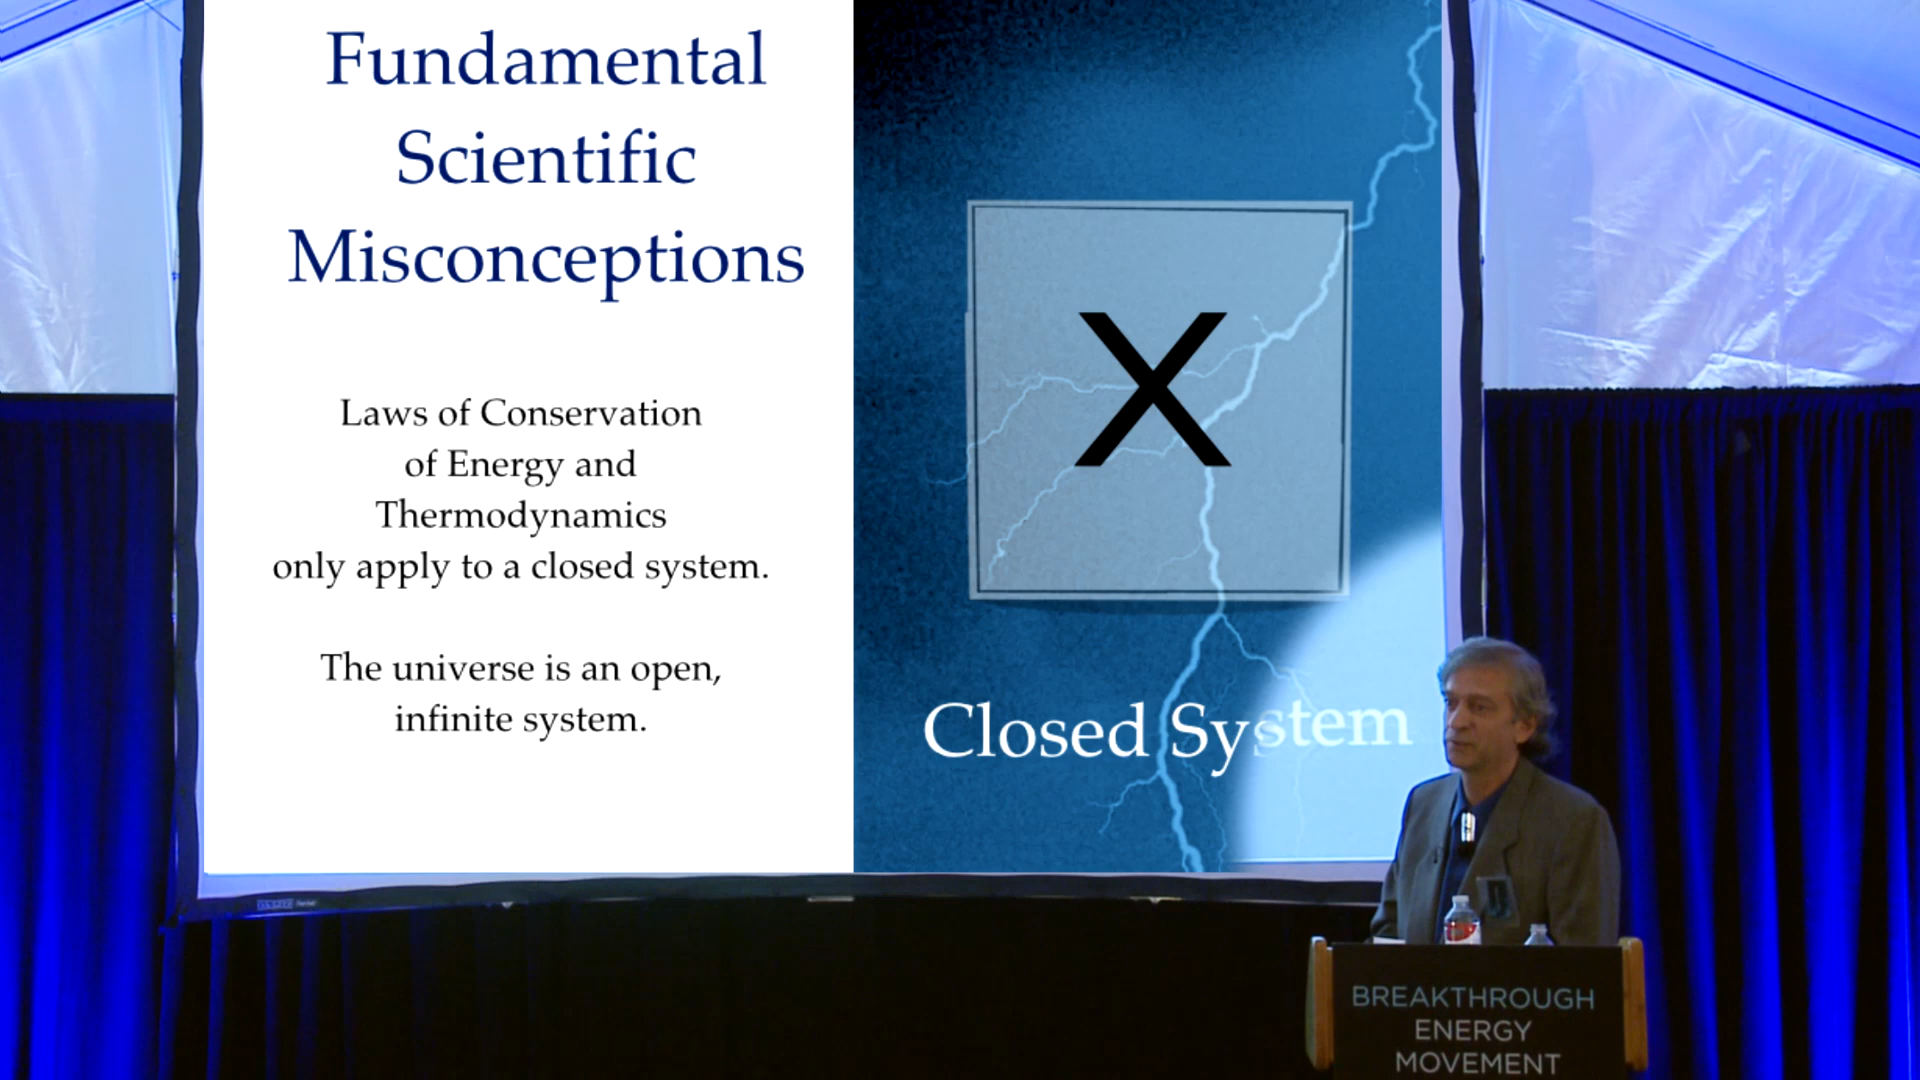 Fundamental
Scientific
Misconceptions
Laws of Conservation
of Energy and
Thermodynamics
only apply to a closed system.
The universe is an open,
infinite system.
X
Closed System
BREAKTHROUGH
ENERGY
MOVEMENT